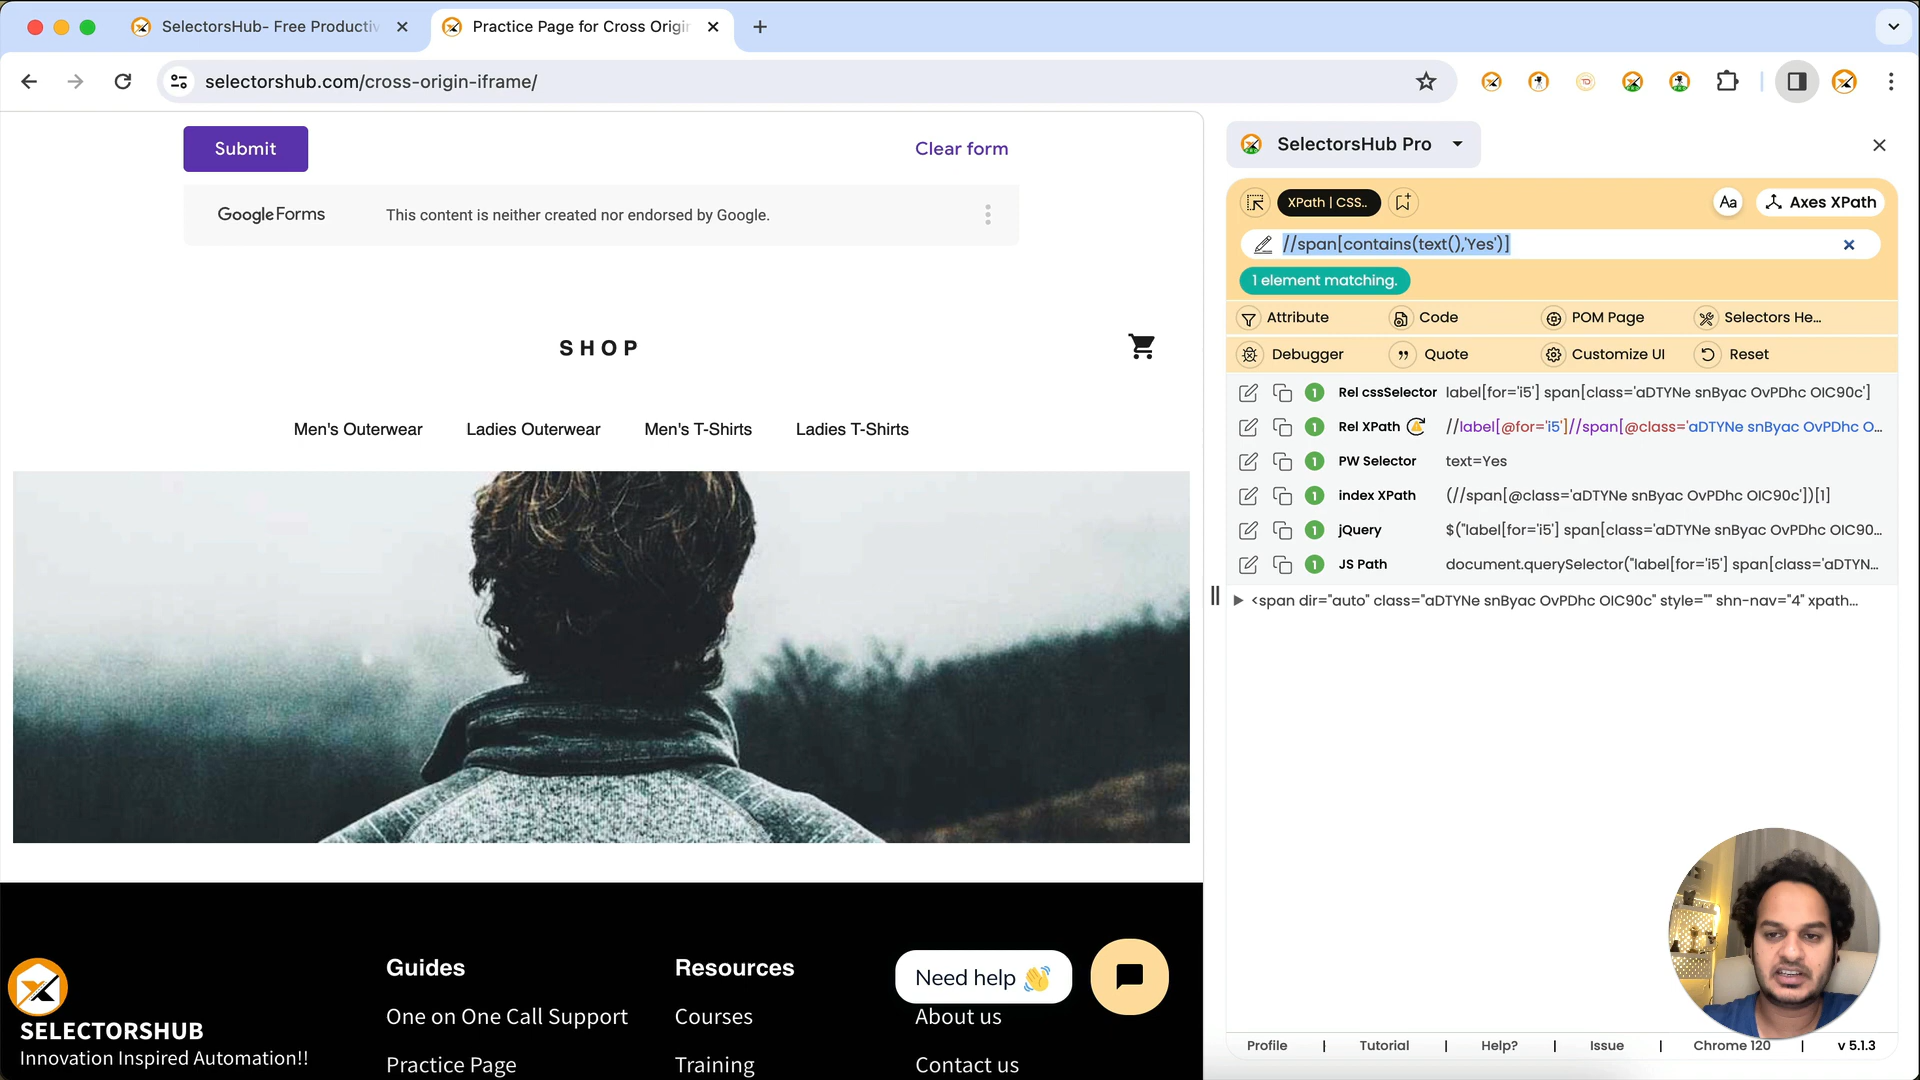 SelectorsHub- Free Productiv
Practice Page for Cross Origin
selectorshub.com/cross-origin-iframe/
Submit
Clear form
Google Forms
This content is neither created nor endorsed by Google.
SHOP
Men's Outerwear
Ladies Outerwear
Men's T-Shirts
Ladies T-Shirts
SELECTORSHUB
Innovation Inspired Automation!!
Guides
One on One Call Support
Practice Page
Resources
Courses
Training
Need help 👋
About us
Contact us
SelectorsHub Pro
XPath | CSS..
Aa
Axes XPath
//span[contains(text(),'Yes')]
1 element matching.
Attribute
Code
POM Page
Selectors He...
Debugger
Quote
Customize UI
Reset
1 Rel cssSelector label[for='i5'] span[class='aDTYNe snByac OvPDhc OIC90c']
1 Rel XPath //label[@for='i5']//span[@class='aDTYNe snByac OvPDhc O...
1 PW Selector text=Yes
1 index XPath (//span[@class='aDTYNe snByac OvPDhc OIC90c'])[1]
1 jQuery $("label[for='i5'] span[class='aDTYNe snByac OvPDhc OIC90...
1 JS Path document.querySelector("label[for='i5'] span[class='aDTYN...
<span dir="auto" class="aDTYNe snByac OvPDhc OIC90c" style="" shn-nav="4" xpath...
Profile | Tutorial | Help? | Issue | Chrome 120 | v 5.1.3